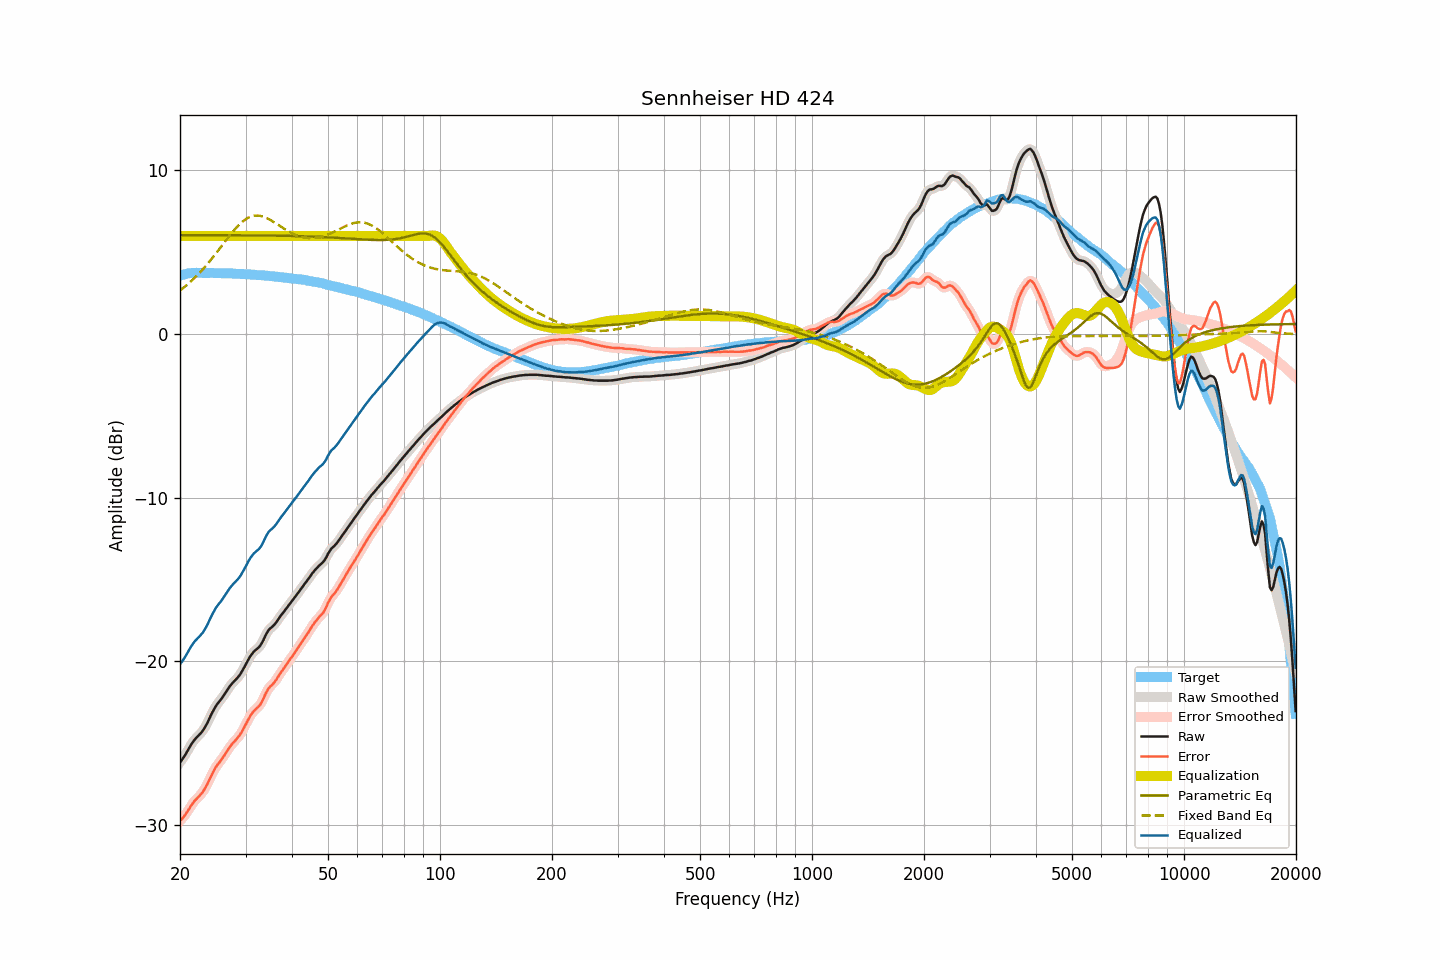 Sennheiser HD 424
Amplitude (dBr)
10
0
−10
−20
−30
20
50
100
200
500
1000
2000
5000
10000
20000
Frequency (Hz)
Target
Raw Smoothed
Error Smoothed
Raw
Error
Equalization
Parametric Eq
Fixed Band Eq
Equalized